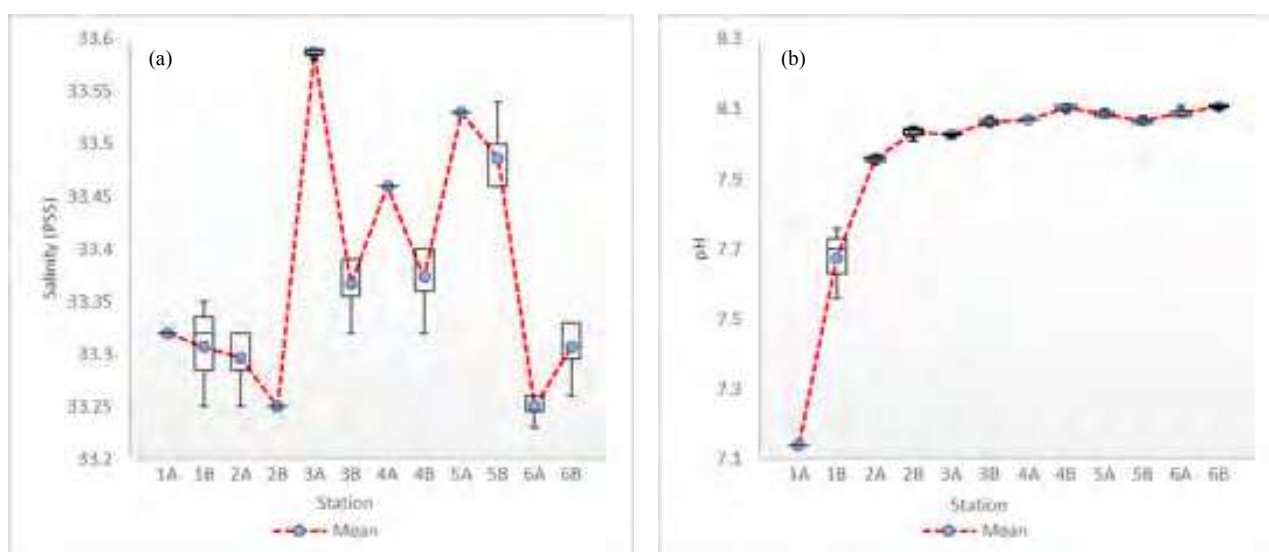 (a)
Salinity (PSS)
33.6
33.55
33.5
33.45
33.4
33.35
33.3
33.25
33.2
1A 1B 2A 2B 3A 3B 4A 4B 5A 5B 6A 6B
Station
Mean
(b)
pH
8.3
8.1
7.9
7.7
7.5
7.3
7.1
1A 1B 2A 2B 3A 3B 4A 4B 5A 5B 6A 6B
Station
Mean